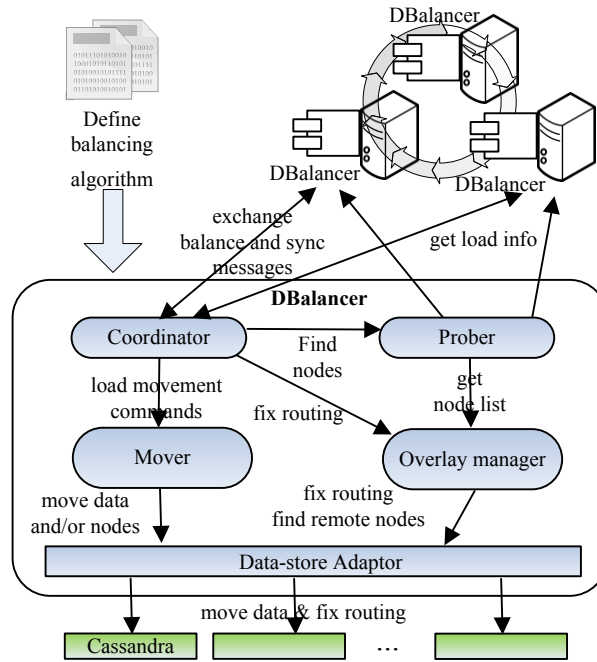 DBalancer
DBalancer
DBalancer
Define
balancing
algorithm
exchange
balance and sync
messages
get load info
DBalancer
Coordinator
Find
nodes
Prober
load movement
commands
fix routing
get
node list
Mover
Overlay manager
move data
and/or nodes
fix routing
find remote nodes
Data-store Adaptor
move data & fix routing
Cassandra
...